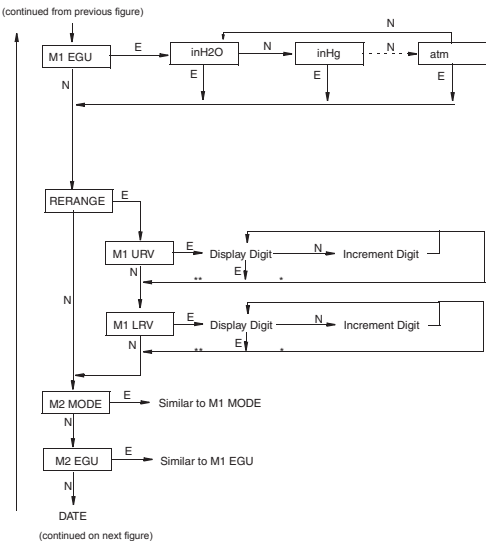 (continued from previous figure)
N
M1 EGU
E
inH2O
N
inHg
N
atm
E
E
E
N
RERANGE
E
M1 URV
E
Display Digit
N
Increment Digit
N
E
**
*
N
M1 LRV
E
Display Digit
N
Increment Digit
N
E
**
*
M2 MODE
E
Similar to M1 MODE
N
M2 EGU
E
Similar to M1 EGU
N
DATE
(continued on next figure)